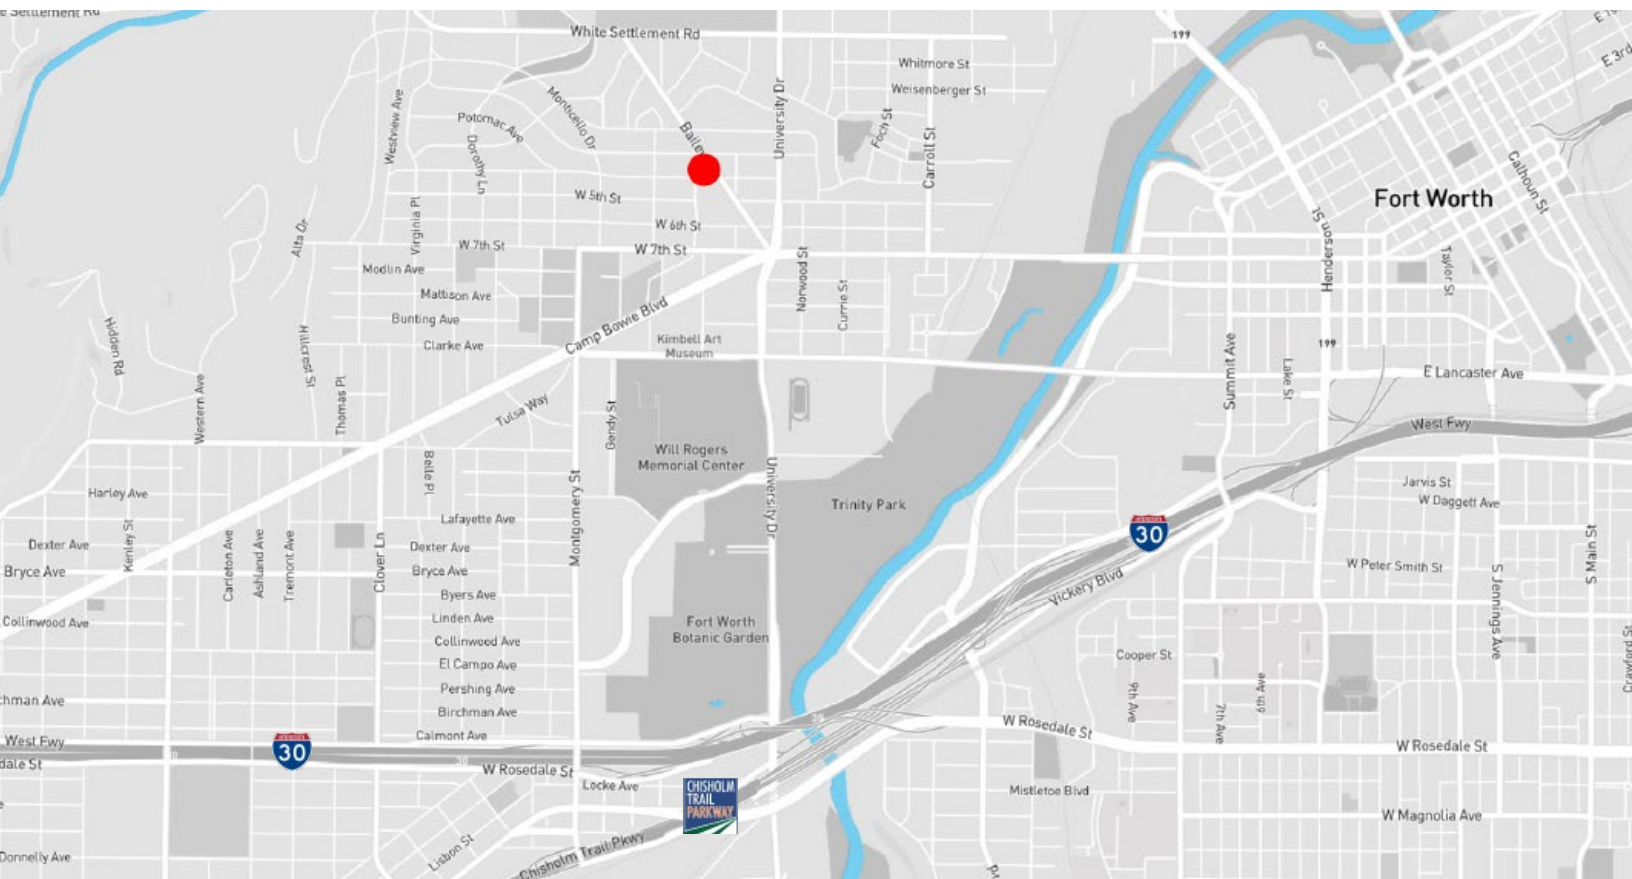 White Settlement Rd
199
Whitmore St
Weisenberger St
E 3rd
Monticello Dr
University Dr
Westview Ave
Potomac Ave
Dorothy Ln
Bailey
Foch St
Carroll St
Calhoun St
Fort Worth
W 5th St
Virginia Pl
W 6th St
Henderson St
Alta Dr
W 7th St
W 7th St
Modlin Ave
Norwood St
Taylor St
Mattison Ave
Currie St
Bunting Ave
Camp Bowie Blvd
Hidden Rd
Hillcrest St
Clarke Ave
Kimbell Art
Museum
199
Summit Ave
Lake St
E Lancaster Ave
Western Ave
Thomas Pl
Tulsa Way
Gendy St
West Fwy
Will Rogers
Memorial Center
Belle Pl
Harley Ave
University Dr
Jarvis St
W Daggett Ave
Trinity Park
Montgomery St
Lafayette Ave
Kenley St
30
Dexter Ave
Dexter Ave
Carleton Ave
Ashland Ave
Tremont Ave
Clover Ln
S Main St
Bryce Ave
Bryce Ave
W Peter Smith St
Vickery Blvd
Byers Ave
Linden Ave
Collinwood Ave
Fort Worth
Botanic Garden
S Jennings Ave
Collinwood Ave
El Campo Ave
Cooper St
Crawford St
Pershing Ave
9th Ave
7th Ave
6th Ave
chman Ave
Birchman Ave
30
W Rosedale St
Calmont Ave
West Fwy
30
30
30
W Rosedale St
dale St
W Rosedale St
Locke Ave
CHISHOLM
TRAIL
PARKWAY
Mistletoe Blvd
W Magnolia Ave
Lisbon St
Chisholm Trail Pkwy
Donnelly Ave